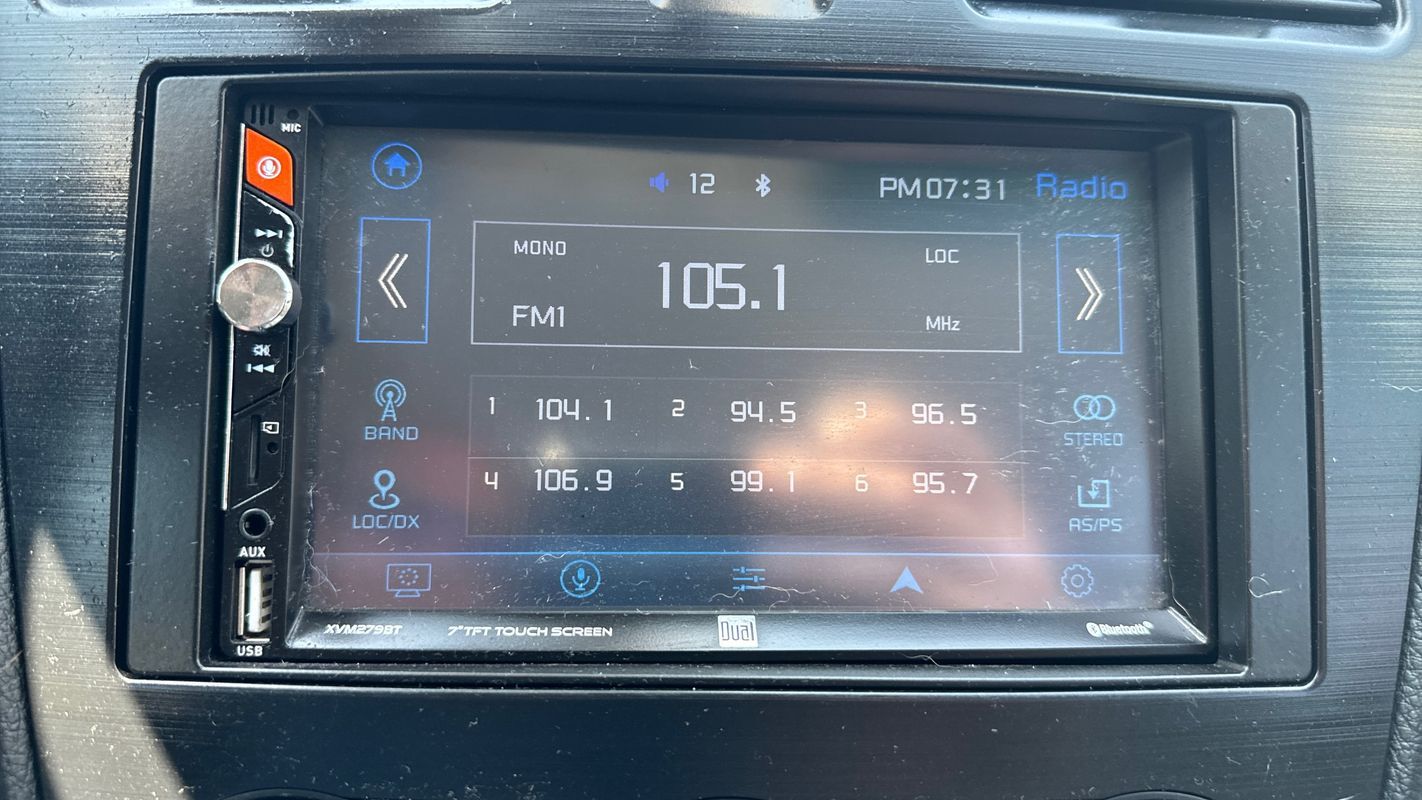 MIC
12 PM07:31 Radio
MONO LOC
105.1
FM1 MHz
1 104.1 2 94.5 3 96.5
BAND STEREO
4 106.9 5 99.1 6 95.7
LOC/DX AS/PS
AUX
XVM279BT 7"TFT TOUCH SCREEN Dual Bluetooth®
USB